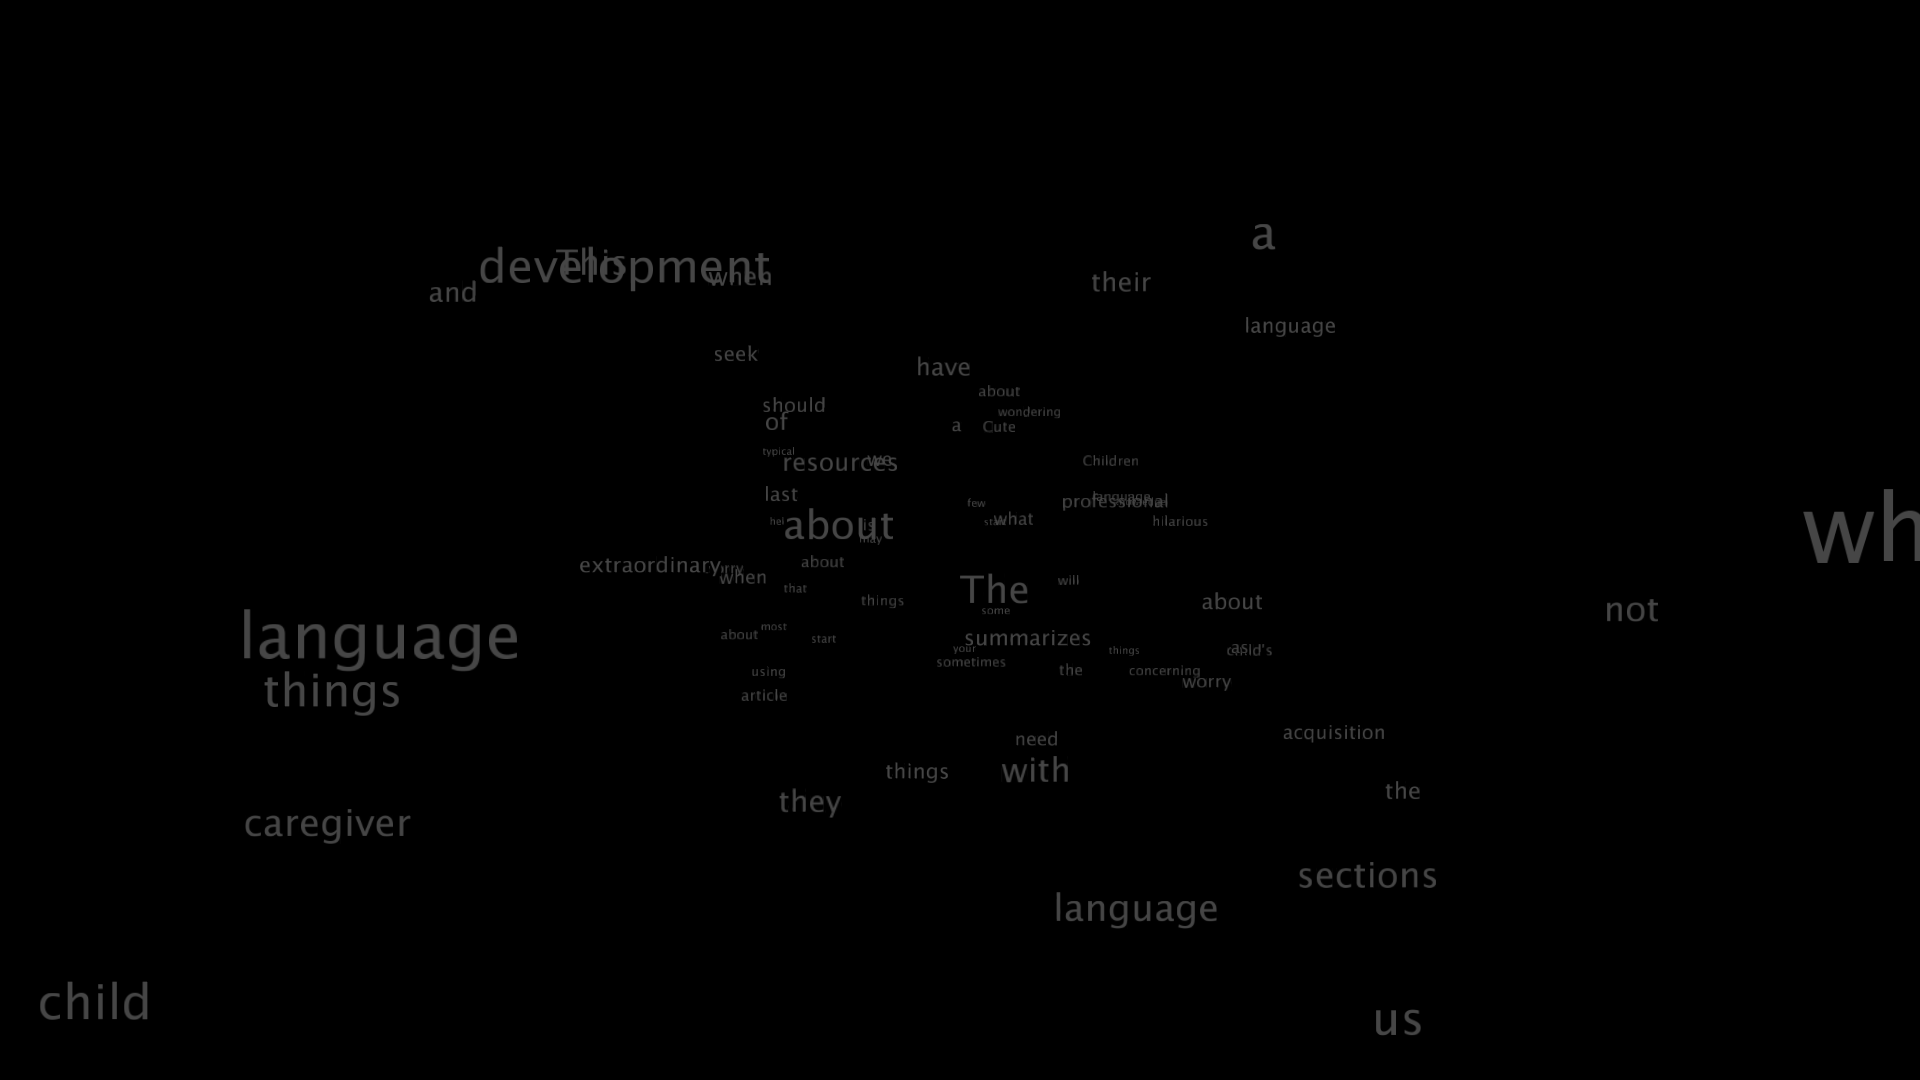 a
development
This
when
their
and
language
seek
have
about
should
wondering
of
a
Cute
typical
resources
we
Children
last
language
professional
few
what
hilarious
about
is
may
wh
extraordinary
about
when
that
will
The
things
some
about
not
most
start
summarizes
language
your
things
as
child's
sometimes
using
the
concerning
worry
things
article
need
acquisition
things
with
the
they
caregiver
sections
language
child
us